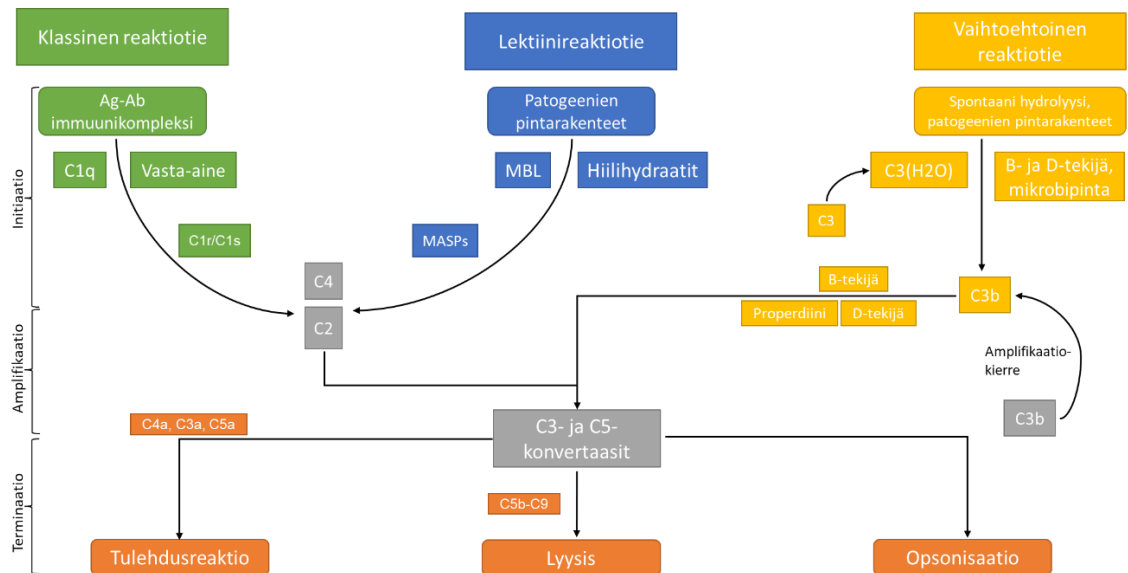 Klassinen reaktiotie
Lektiinireaktiotie
Vaihtoehtoinen
reaktiotie
Initiaatio
Ag-Ab
immuunikompleksi
Patogeenien
pintarakenteet
Spontaani hydrolyysi,
patogeenien pintarakenteet
C1q
Vasta-aine
MBL
Hiilihydraatit
C3(H2O)
B- ja D-tekijä,
mikrobipinta
C3
C1r/C1s
MASPs
C4
C2
B-tekijä
Properdiini
D-tekijä
C3b
Amplifikaatio
Amplifikaatio-
kierre
C3b
C4a, C3a, C5a
C3- ja C5-
konvertaasit
Terminaatio
C5b-C9
Tulehdusreaktio
Lyysis
Opsonisaatio